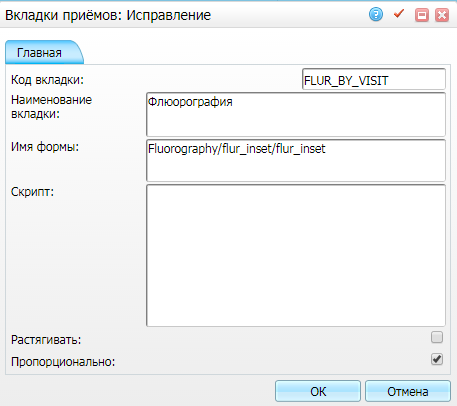 Вкладки приёмов: Исправление
Главная
Код вкладки: FLUR_BY_VISIT
Наименование вкладки: Флюорография
Имя формы: Fluorography/flur_inset/flur_inset
Скрипт:
Растягивать:
Пропорционально:
ОК Отмена